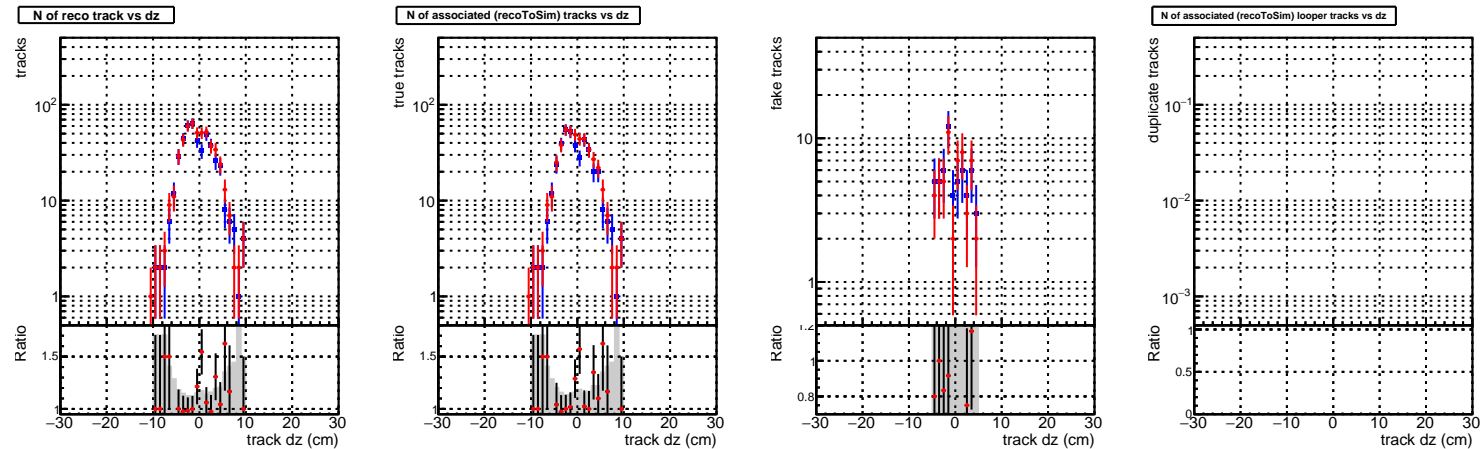 N of reco track vs dz
tracks
10²
10
1
Ratio
1.5
1
−30 −20 −10 0 10 20 30
track dz (cm)
N of associated (recoToSim) tracks vs dz
true tracks
10²
10
1
Ratio
1.5
1
−30 −20 −10 0 10 20 30
track dz (cm)
fake tracks
10
1
Ratio
1.2
1
0.8
−30 −20 −10 0 10 20 30
track dz (cm)
N of associated (recoToSim) looper tracks vs dz
duplicate tracks
10⁻¹
10⁻²
10⁻³
Ratio
1
0.5
0
−30 −20 −10 0 10 20 30
track dz (cm)